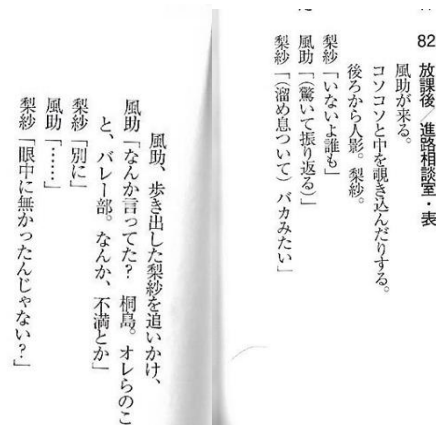 82 放課後／進路相談室・表
風助が来る。
コソコソと中を覗き込んだりする。
後ろから人影。梨紗。
梨紗「いないよ誰も」
風助「（驚いて振り返る）」
梨紗「（溜め息ついて）バカみたい」
風助、歩き出した梨紗を追いかけ、
風助「なんか言ってた？　桐島。オレらのこ
と、バレー部。なんか、不満とか」
梨紗「別に」
風助「……」
梨紗「眼中に無かったんじゃない？」